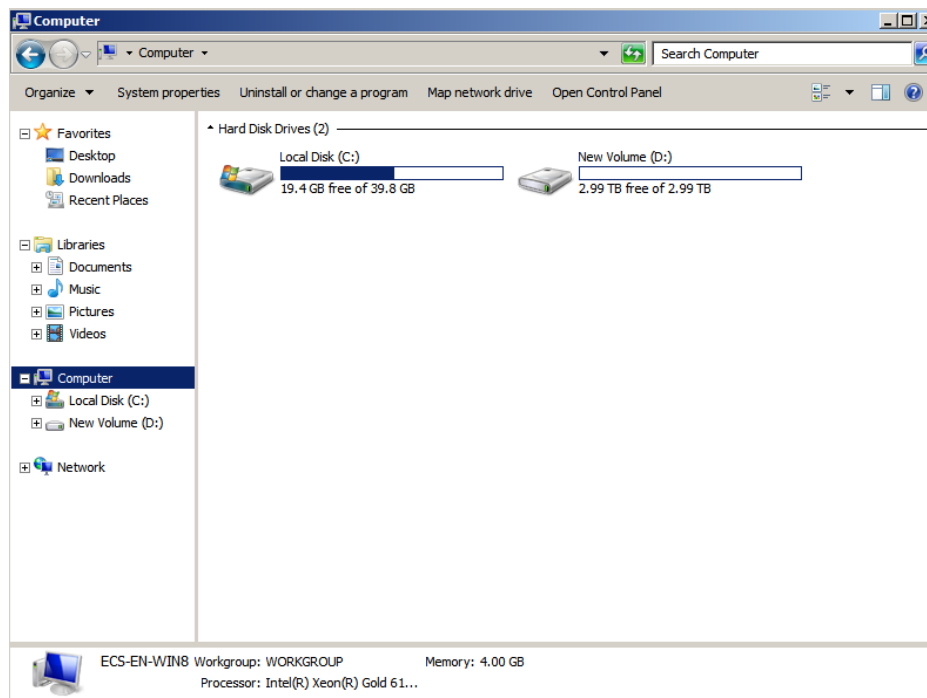 Computer
Computer
Search Computer
Organize System properties Uninstall or change a program Map network drive Open Control Panel
Favorites
Desktop
Downloads
Recent Places
Libraries
Documents
Music
Pictures
Videos
Computer
Local Disk (C:)
New Volume (D:)
Network
Hard Disk Drives (2)
Local Disk (C:)
19.4 GB free of 39.8 GB
New Volume (D:)
2.99 TB free of 2.99 TB
ECS-EN-WIN8 Workgroup: WORKGROUP Memory: 4.00 GB
Processor: Intel(R) Xeon(R) Gold 61...